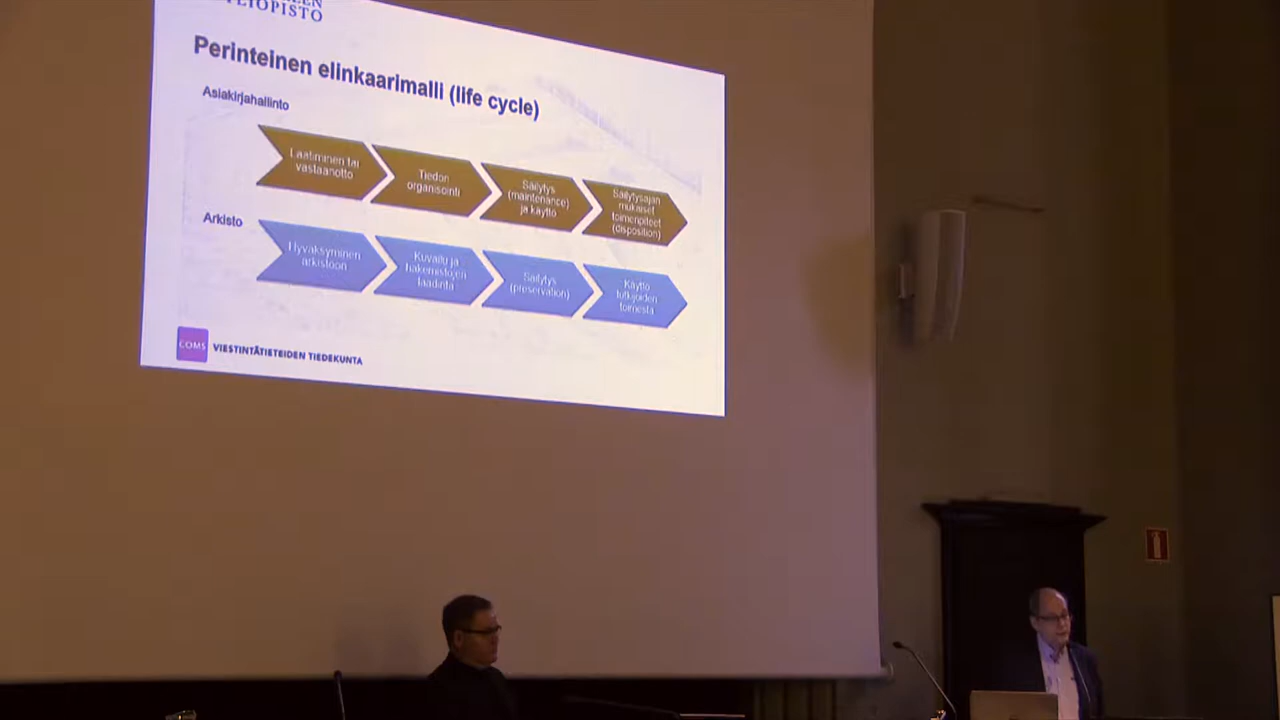 YLIOPISTO
Perinteinen elinkaarimalli (life cycle)
Asiakirjahallinto
Laatiminen tai
vastaanotto
Tiedon
organisointi
Säilytys
(maintenance)
ja käyttö
Säilytysajan
mukaiset
toimenpiteet
(disposition)
Arkisto
Hyväksyminen
arkistoon
Kuvailu ja
hakemistojen
laadinta
Säilytys
(preservation)
Käyttö
tutkijoiden
toimesta
COMS
VIESTINTÄTIETEIDEN TIEDEKUNTA